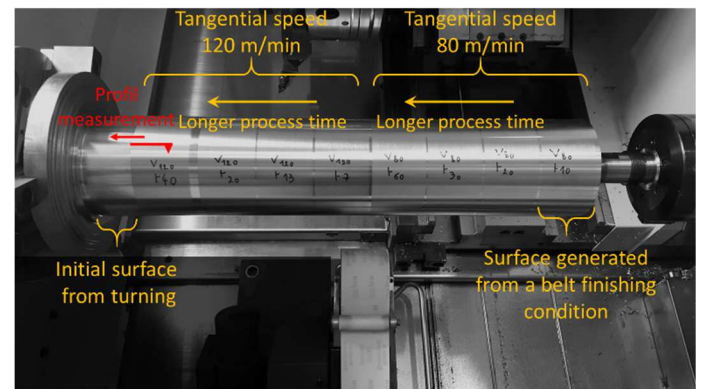 Tangential speed
120 m/min
Tangential speed
80 m/min
Profil
measurement
Longer process time
Longer process time
V120 V120 V120 V120 V80 V80 V80 V80
t40 t20 t13 t7 t60 t30 t20 t10
Initial surface
from turning
Surface generated
from a belt finishing
condition